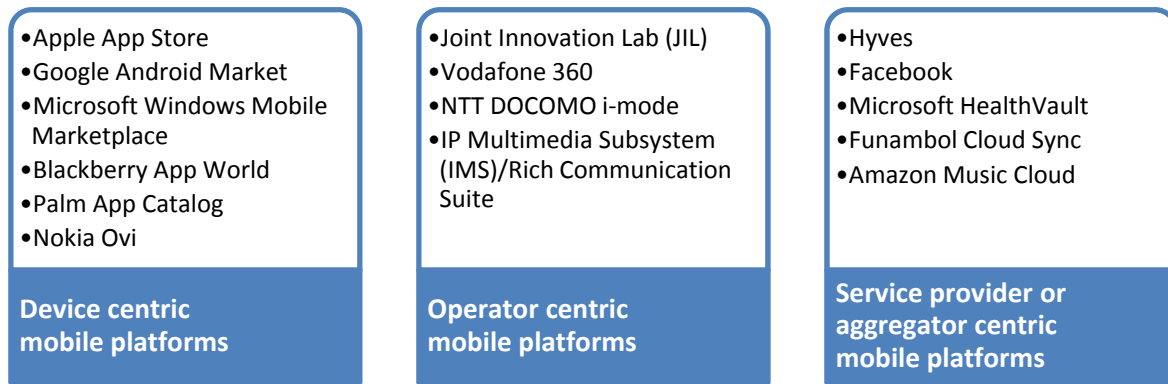 •Apple App Store
•Google Android Market
•Microsoft Windows Mobile
Marketplace
•Blackberry App World
•Palm App Catalog
•Nokia Ovi
Device centric
mobile platforms
•Joint Innovation Lab (JIL)
•Vodafone 360
•NTT DOCOMO i-mode
•IP Multimedia Subsystem
(IMS)/Rich Communication
Suite
Operator centric
mobile platforms
•Hyves
•Facebook
•Microsoft HealthVault
•Funambol Cloud Sync
•Amazon Music Cloud
Service provider or
aggregator centric
mobile platforms